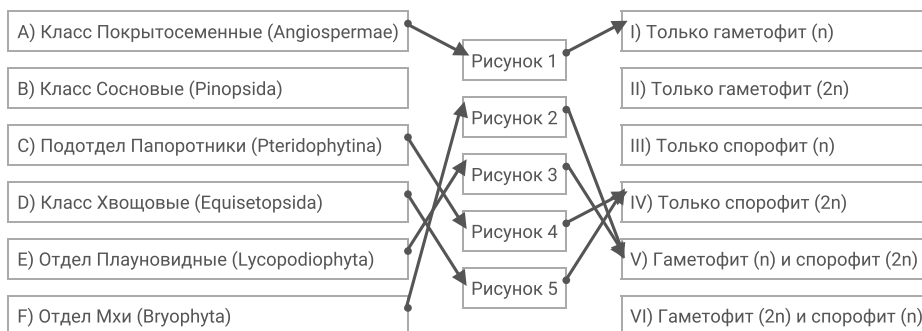 A) Класс Покрытосеменные (Angiospermae)
B) Класс Сосновые (Pinopsida)
C) Подотдел Папоротники (Pteridophytina)
D) Класс Хвощовые (Equisetopsida)
E) Отдел Плауновидные (Lycopodiophyta)
F) Отдел Мхи (Bryophyta)
Рисунок 1
Рисунок 2
Рисунок 3
Рисунок 4
Рисунок 5
I) Только гаметофит (n)
II) Только гаметофит (2n)
III) Только спорофит (n)
IV) Только спорофит (2n)
V) Гаметофит (n) и спорофит (2n)
VI) Гаметофит (2n) и спорофит (n)